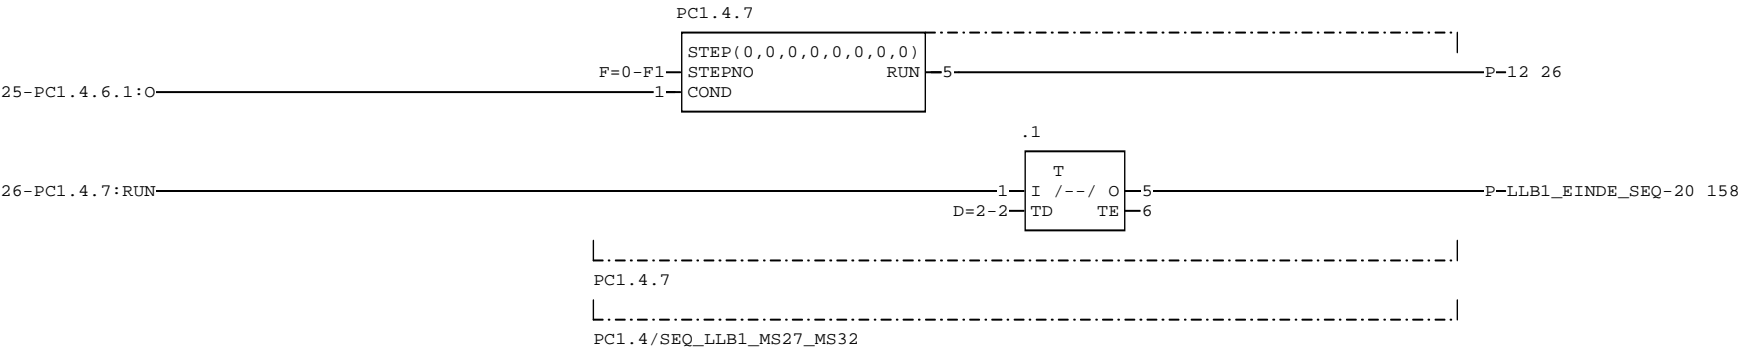 PC1.4.7
STEP(0,0,0,0,0,0,0,0)
F=0-F1 STEPNO RUN 5 P-12 26
25-PC1.4.6.1:O 1 COND
.1
T
26-PC1.4.7:RUN 1 I /--/ O 5 P-LLB1_EINDE_SEQ-20 158
D=2-2 TD TE 6
PC1.4.7
PC1.4/SEQ_LLB1_MS27_MS32